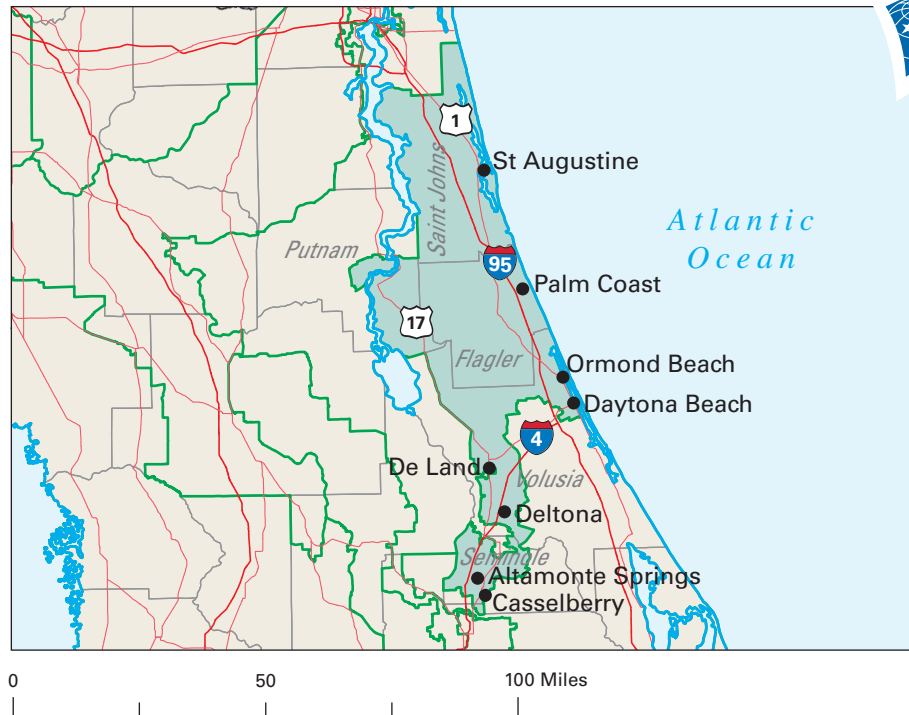 1
St Augustine
Saint Johns
Atlantic
Ocean
Putnam
95
Palm Coast
17
Flagler
Ormond Beach
Daytona Beach
4
De Land
Volusia
Deltona
Seminole
Altamonte Springs
Casselberry
0 50 100 Miles